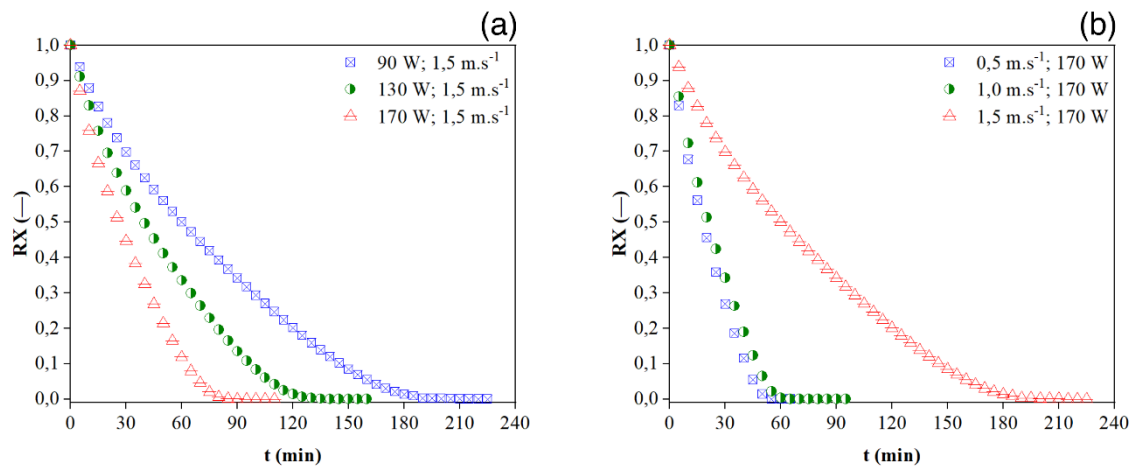 (a)
1,0
0,9
0,8
0,7
0,6
0,5
0,4
0,3
0,2
0,1
0,0
RX (—)
90 W; 1,5 m.s⁻¹
130 W; 1,5 m.s⁻¹
170 W; 1,5 m.s⁻¹
0 30 60 90 120 150 180 210 240
t (min)
(b)
1,0
0,9
0,8
0,7
0,6
0,5
0,4
0,3
0,2
0,1
0,0
RX (—)
0,5 m.s⁻¹; 170 W
1,0 m.s⁻¹; 170 W
1,5 m.s⁻¹; 170 W
0 30 60 90 120 150 180 210 240
t (min)